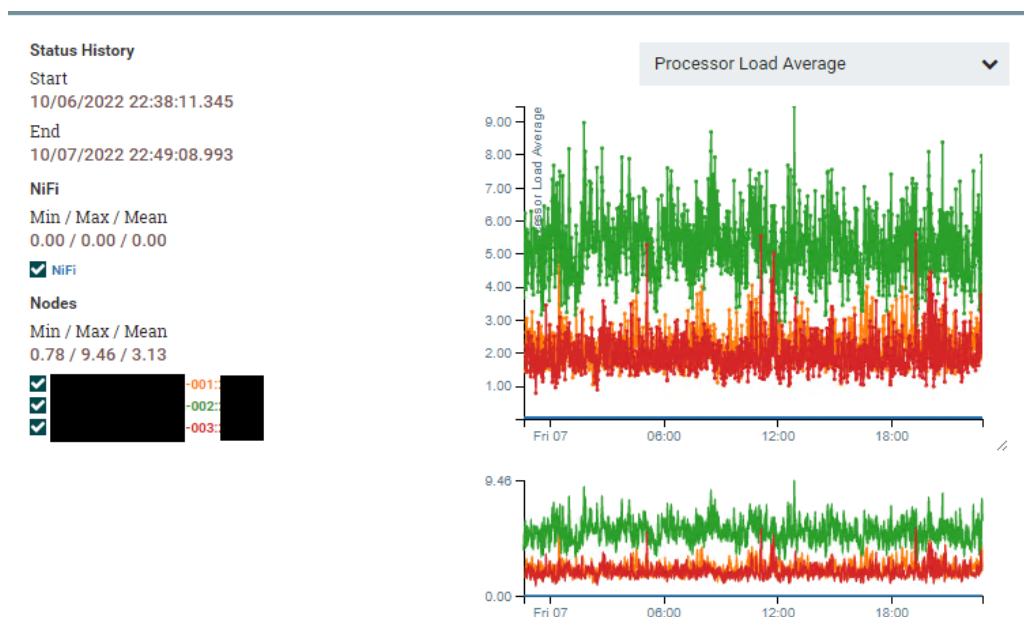 Status History
Start
10/06/2022 22:38:11.345
End
10/07/2022 22:49:08.993
NiFi
Min / Max / Mean
0.00 / 0.00 / 0.00
NiFi
Nodes
Min / Max / Mean
0.78 / 9.46 / 3.13
-001:
-002:
-003:
Processor Load Average
9.00
8.00
7.00
6.00
5.00
4.00
3.00
2.00
1.00
Load Average
Fri 07
06:00
12:00
18:00
9.46
0.00
Fri 07
06:00
12:00
18:00